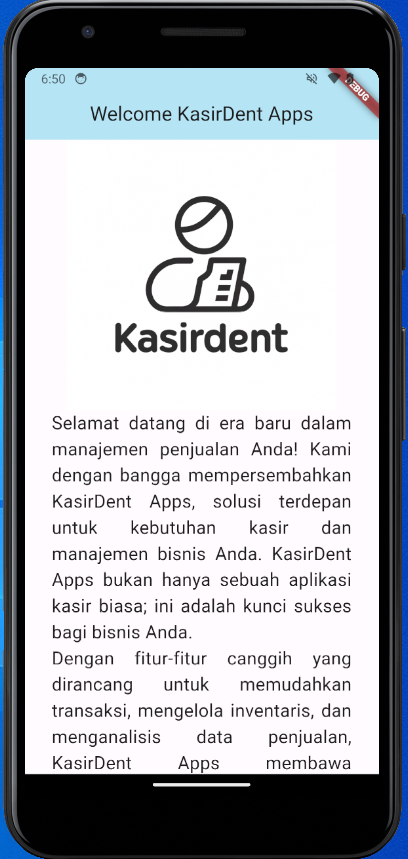 6:50
DEBUG
Welcome KasirDent Apps
Kasirdent
Selamat datang di era baru dalam
manajemen penjualan Anda! Kami
dengan bangga mempersembahkan
KasirDent Apps, solusi terdepan
untuk kebutuhan kasir dan
manajemen bisnis Anda. KasirDent
Apps bukan hanya sebuah aplikasi
kasir biasa; ini adalah kunci sukses
bagi bisnis Anda.
Dengan fitur-fitur canggih yang
dirancang untuk memudahkan
transaksi, mengelola inventaris, dan
menganalisis data penjualan,
KasirDent Apps membawa